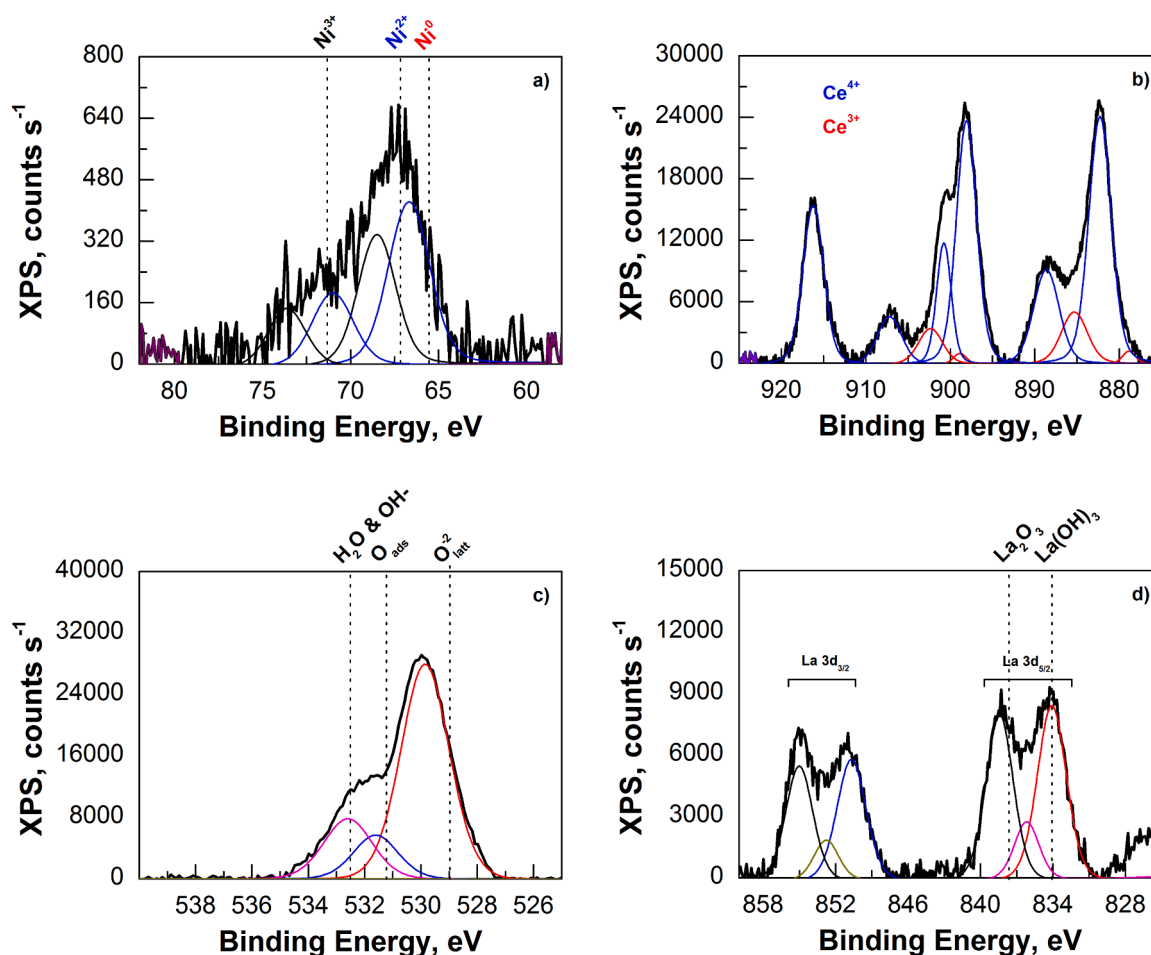 Ni³⁺ Ni²⁺ Ni⁰
a)
XPS, counts s⁻¹
800
640
480
320
160
0
80 75 70 65 60
Binding Energy, eV
b)
Ce⁴⁺
Ce³⁺
XPS, counts s⁻¹
30000
24000
18000
12000
6000
0
920 910 900 890 880
Binding Energy, eV
H₂O & OH-
O ads
O⁻² latt
c)
XPS, counts s⁻¹
40000
32000
24000
16000
8000
0
538 536 534 532 530 528 526
Binding Energy, eV
La₂O₃
La(OH)₃
d)
La 3d₃/₂ La 3d₅/₂
XPS, counts s⁻¹
15000
12000
9000
6000
3000
0
858 852 846 840 834 828
Binding Energy, eV